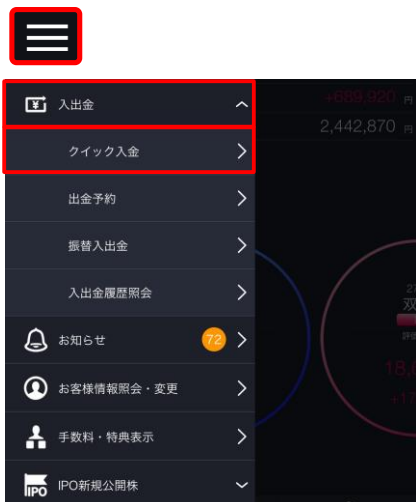 入出金
+689,920 円
2,442,870 円
クイック入金
出金予約
振替入出金
入出金履歴照会
お知らせ 72
お客様情報照会・変更
手数料・特典表示
IPO IPO新規公開株